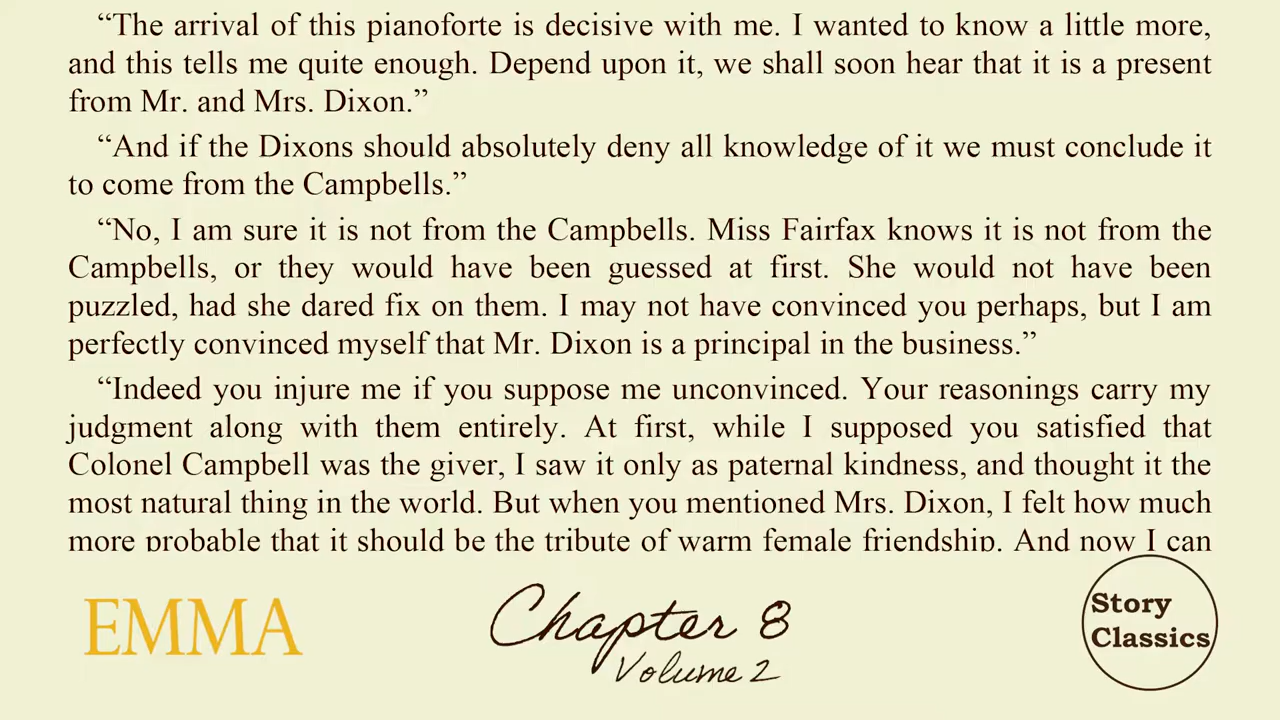 “The arrival of this pianoforte is decisive with me. I wanted to know a little more,
and this tells me quite enough. Depend upon it, we shall soon hear that it is a present
from Mr. and Mrs. Dixon.”
“And if the Dixons should absolutely deny all knowledge of it we must conclude it
to come from the Campbells.”
“No, I am sure it is not from the Campbells. Miss Fairfax knows it is not from the
Campbells, or they would have been guessed at first. She would not have been
puzzled, had she dared fix on them. I may not have convinced you perhaps, but I am
perfectly convinced myself that Mr. Dixon is a principal in the business.”
“Indeed you injure me if you suppose me unconvinced. Your reasonings carry my
judgment along with them entirely. At first, while I supposed you satisfied that
Colonel Campbell was the giver, I saw it only as paternal kindness, and thought it the
most natural thing in the world. But when you mentioned Mrs. Dixon, I felt how much
more probable that it should be the tribute of warm female friendship. And now I can
EMMA
Chapter 8
Volume 2
Story
Classics